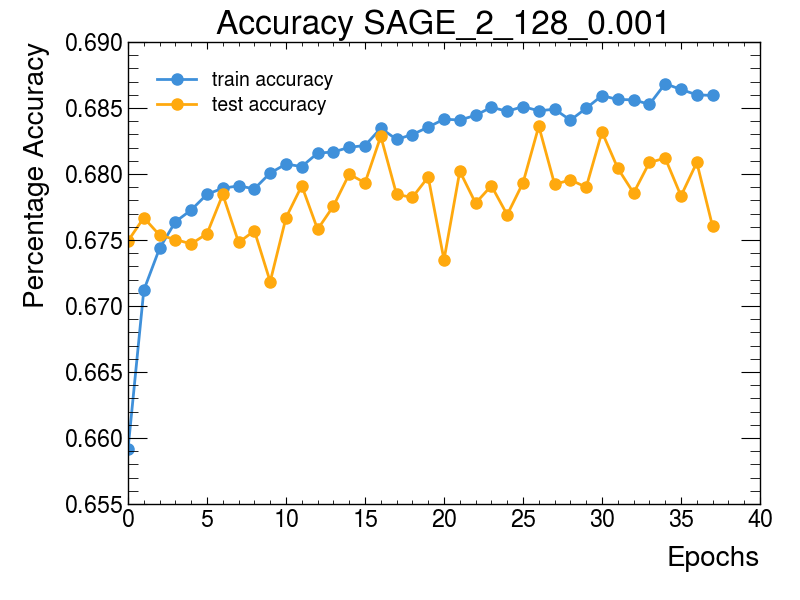 Accuracy SAGE_2_128_0.001
Percentage Accuracy
0.690
0.685
0.680
0.675
0.670
0.665
0.660
0.655
train accuracy
test accuracy
0 5 10 15 20 25 30 35 40
Epochs